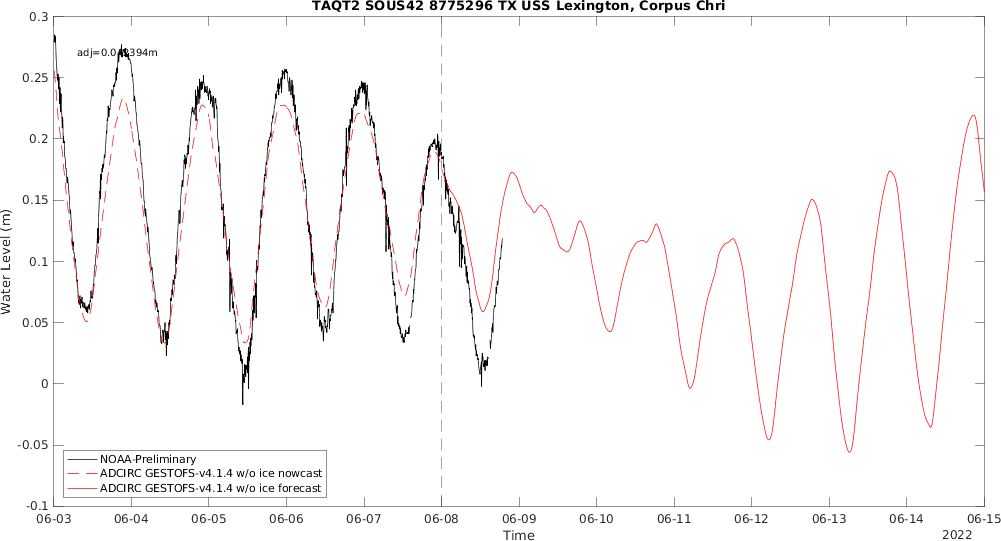 TAQT2 SOUS42 8775296 TX USS Lexington, Corpus Chri
0.3
0.25
0.2
0.15
0.1
0.05
0
-0.05
-0.1
Water Level (m)
NOAA-Preliminary
ADCIRC GESTOFS-v4.1.4 w/o ice nowcast
ADCIRC GESTOFS-v4.1.4 w/o ice forecast
06-03 06-04 06-05 06-06 06-07 06-08 06-09 06-10 06-11 06-12 06-13 06-14 06-15
Time
2022